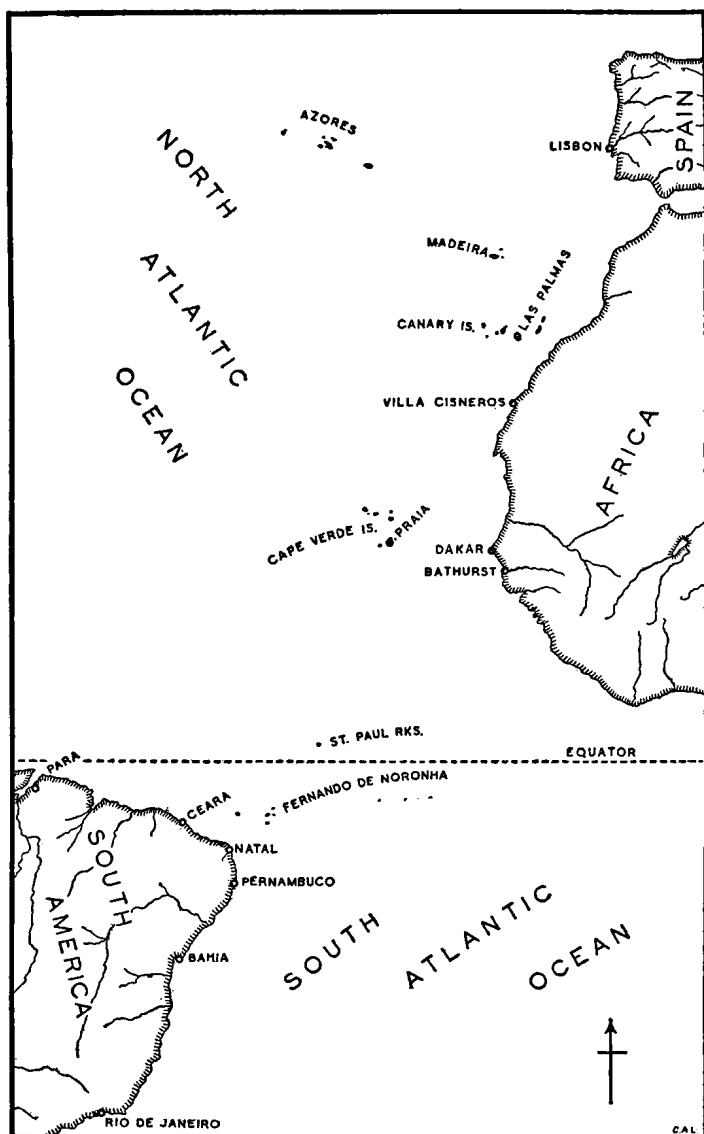 AZORES
LISBON
SPAIN
NORTH
ATLANTIC
OCEAN
MADEIRA
LAS PALMAS
CANARY IS.
VILLA CISNEROS
AFRICA
CAPE VERDE IS.
PRAIA
DAKAR
BATHURST
ST. PAUL RKS.
EQUATOR
PARA
FERNANDO DE NORONHA
CEARA
NATAL
SOUTH
AMERICA
PERNAMBUCO
BAHIA
SOUTH ATLANTIC OCEAN
RIO DE JANEIRO
C.A.L.